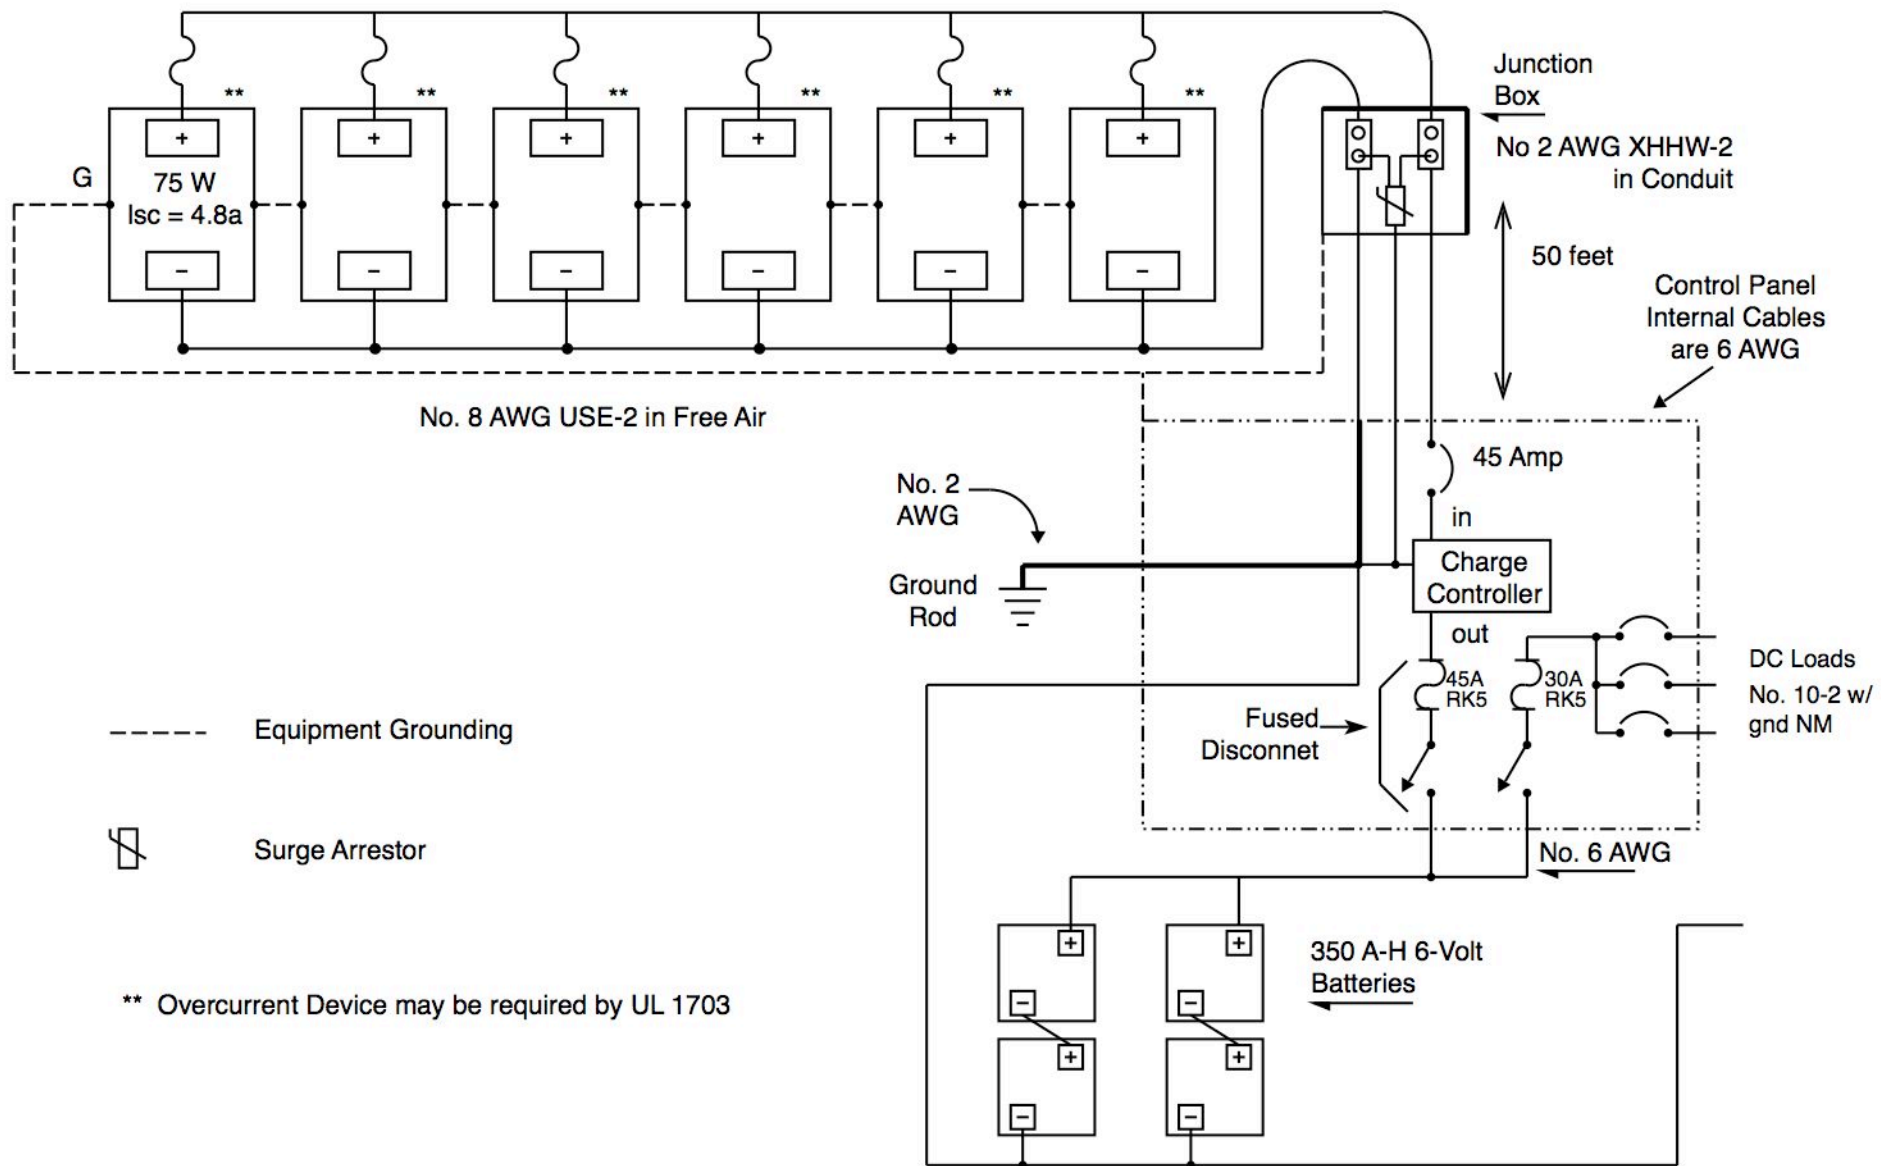 ** ** ** ** ** **
+ + + + + +
Junction
Box
No 2 AWG XHHW-2
in Conduit
G
75 W
Isc = 4.8a
− − − − − −
50 feet
Control Panel
Internal Cables
are 6 AWG
No. 8 AWG USE-2 in Free Air
45 Amp
No. 2
AWG
in
Charge
Controller
Ground
Rod
out
45A
RK5
30A
RK5
DC Loads
No. 10-2 w/
gnd NM
Fused
Disconnet
Equipment Grounding
Surge Arrestor
No. 6 AWG
+ +
− −
350 A-H 6-Volt
Batteries
+ +
− −
** Overcurrent Device may be required by UL 1703